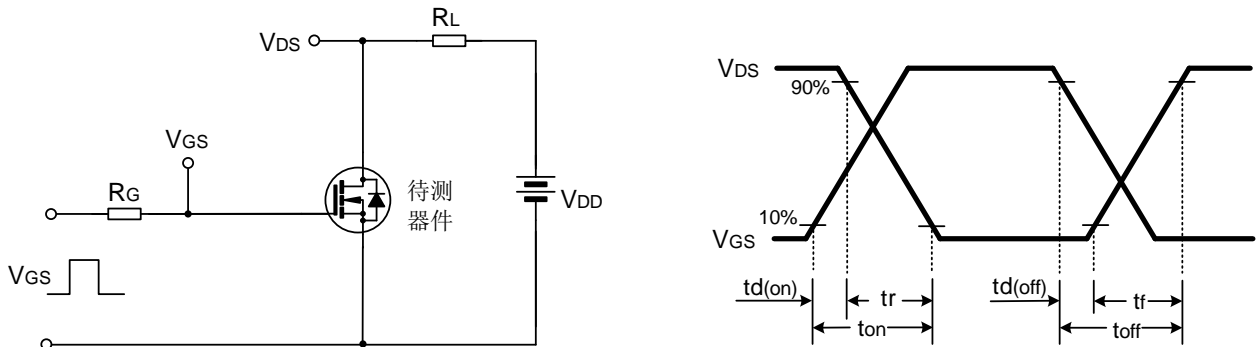 RL
VDS
VGS
RG
待测
器件
VDD
VGS
VDS
90%
10%
VGS
td(on)
tr
td(off)
tf
ton
toff